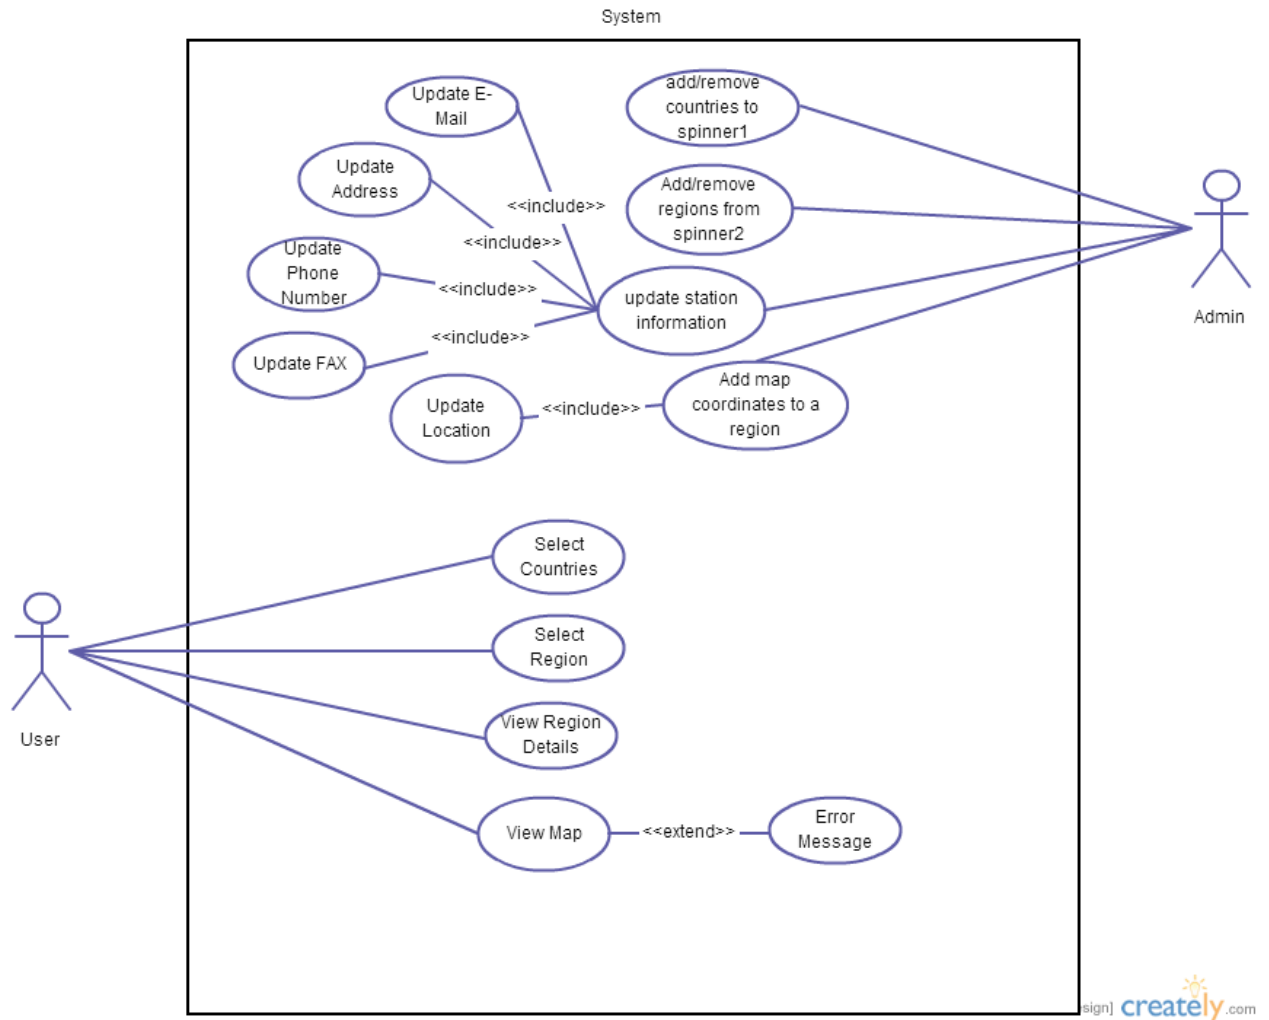 System
Update E-
Mail
add/remove
countries to
spinner1
Update
Address
Add/remove
regions from
spinner2
<<include>>
<<include>>
Update
Phone
Number
<<include>>
update station
information
Admin
<<include>>
Update FAX
Add map
coordinates to a
region
Update
Location
<<include>>
Select
Countries
Select
Region
View Region
Details
User
View Map
<<extend>>
Error
Message
sign] creately.com